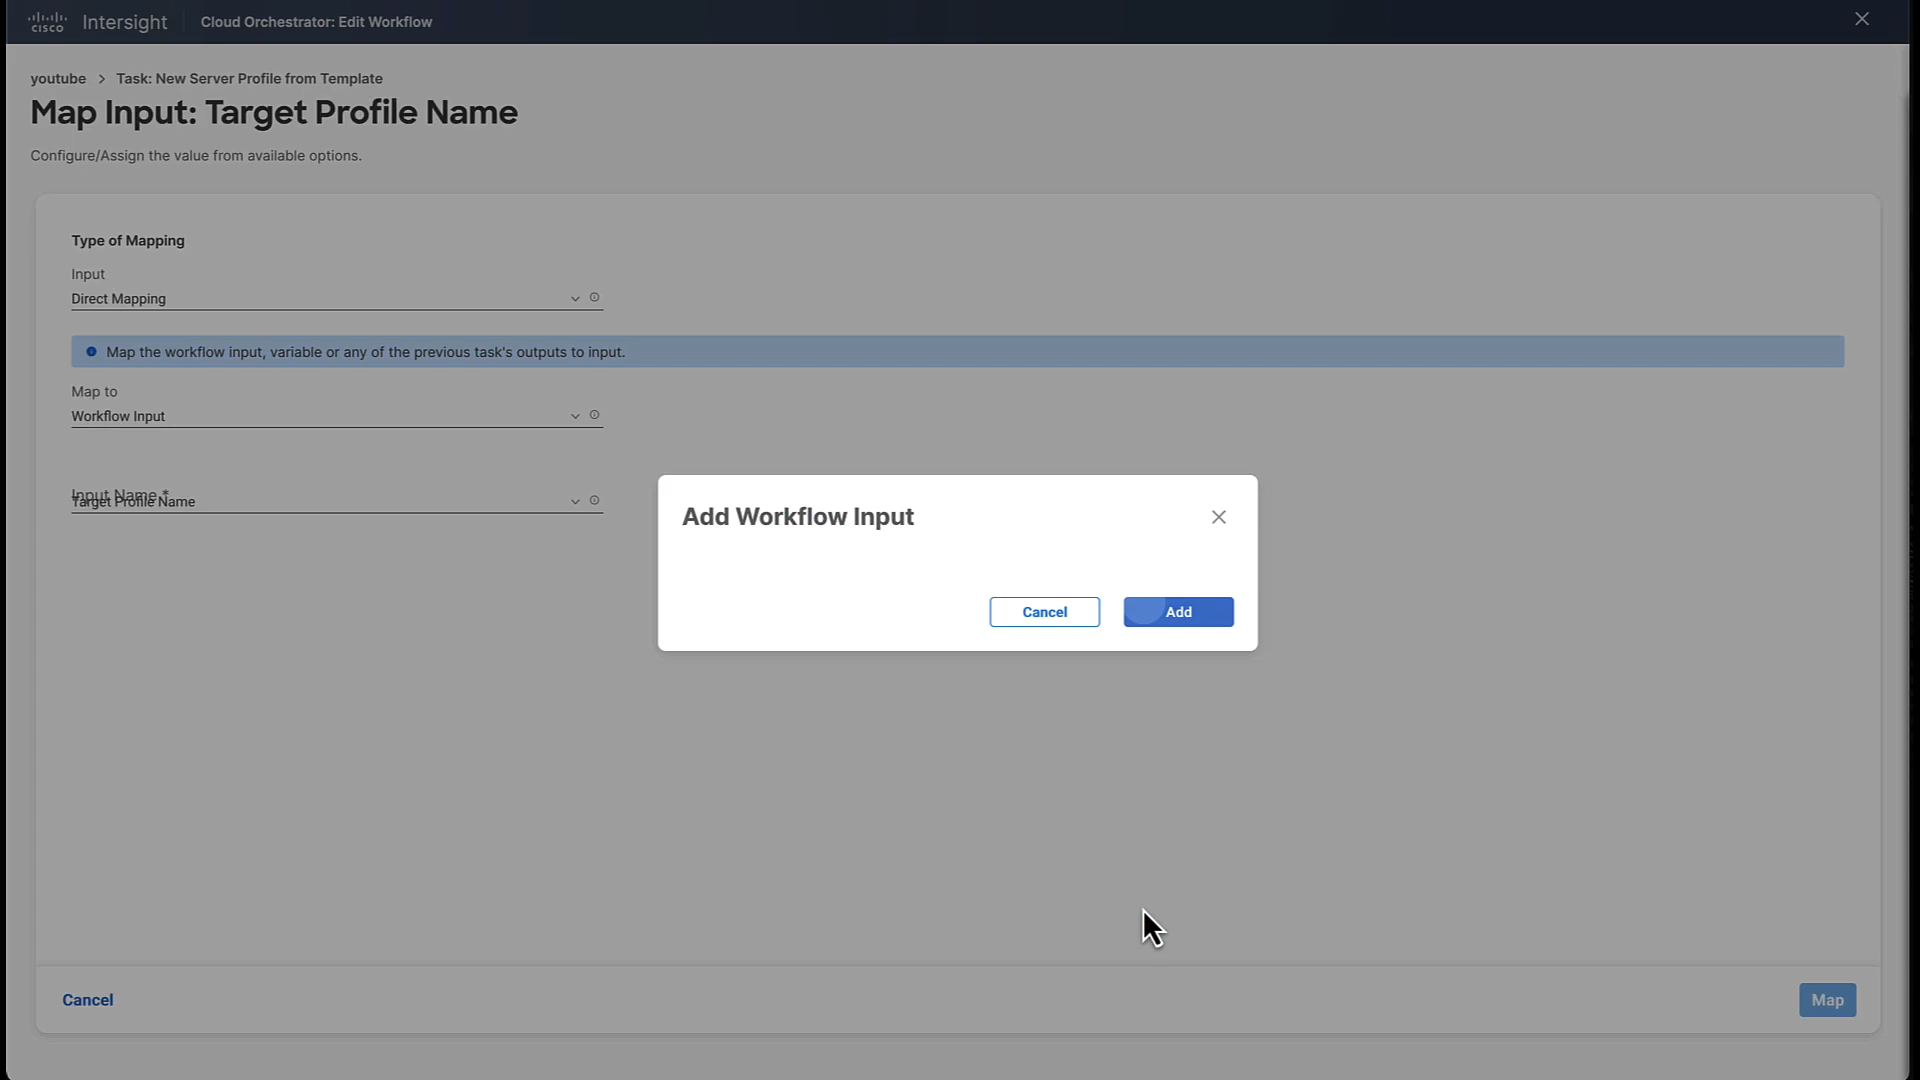 cisco Intersight Cloud Orchestrator: Edit Workflow
youtube > Task: New Server Profile from Template
Map Input: Target Profile Name
Configure/Assign the value from available options.
Type of Mapping
Input
Direct Mapping
Map the workflow input, variable or any of the previous task's outputs to input.
Map to
Workflow Input
Input Name *
Target Profile Name
Add Workflow Input
Cancel Add
Cancel Map